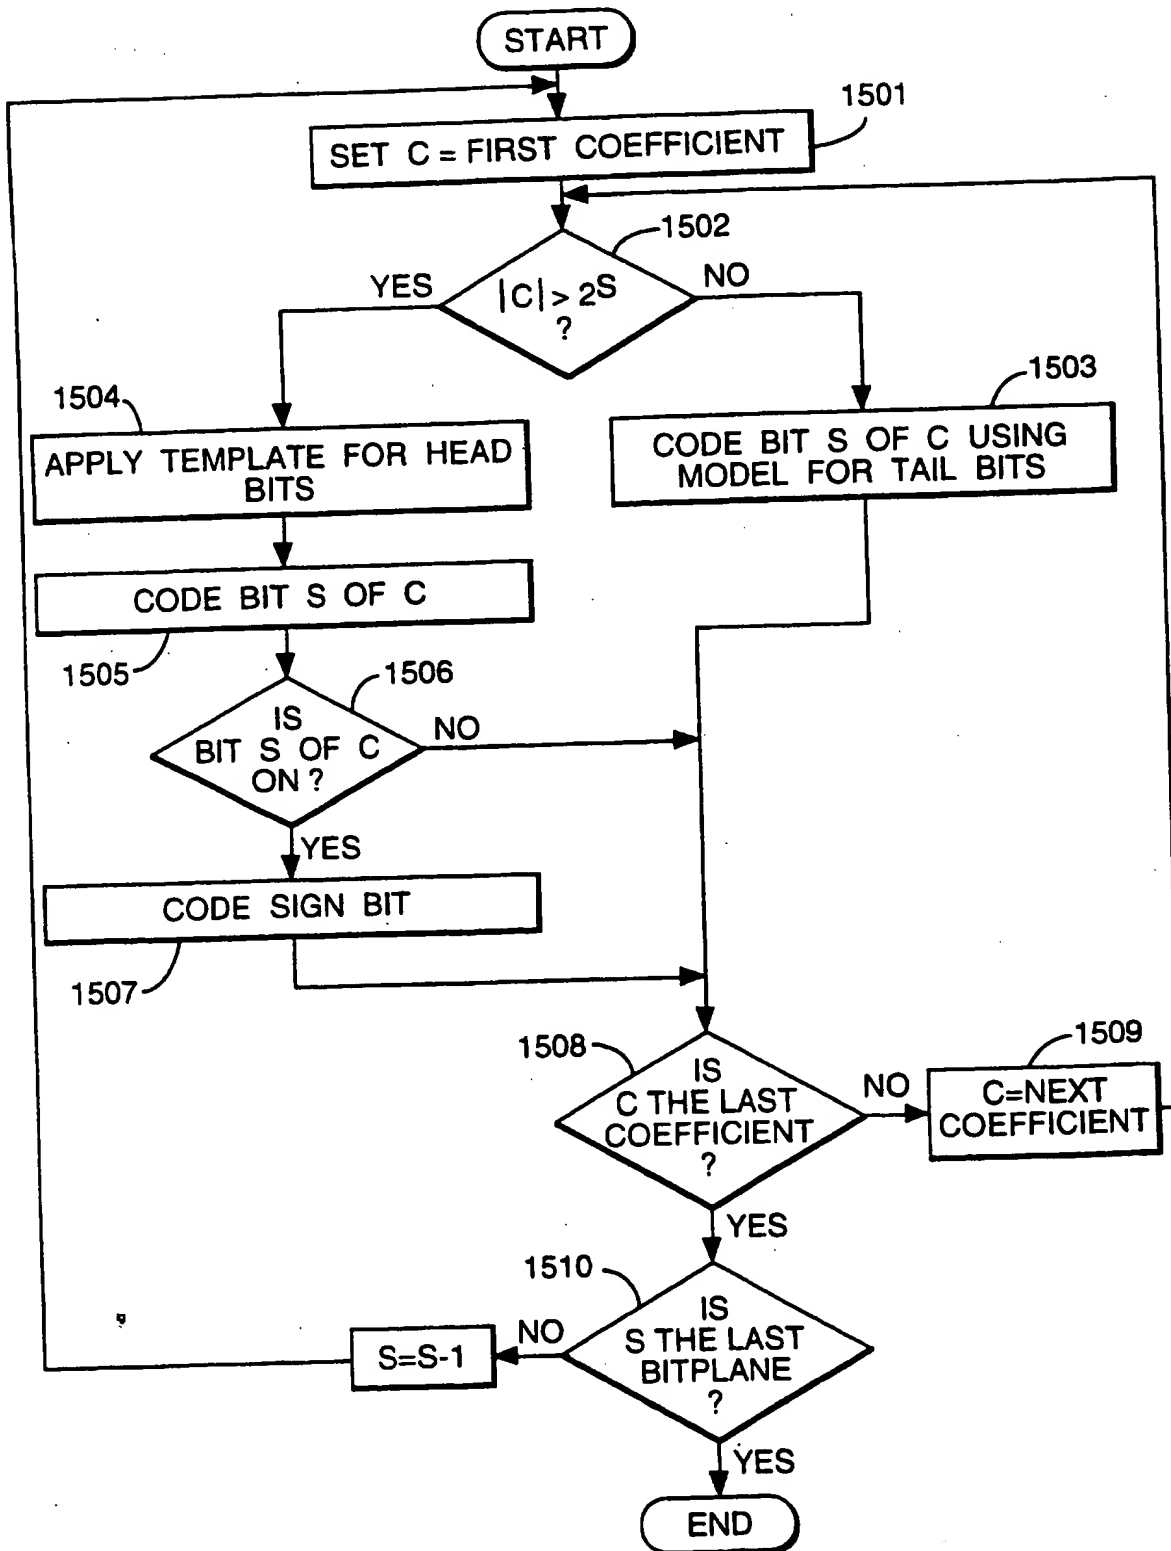 START
1501
SET C = FIRST COEFFICIENT
1502
YES
|C| > 2^S
?
NO
1504
1503
APPLY TEMPLATE FOR HEAD
BITS
CODE BIT S OF C USING
MODEL FOR TAIL BITS
CODE BIT S OF C
1505
1506
IS
BIT S OF C
ON ?
NO
YES
CODE SIGN BIT
1507
1508
IS
C THE LAST
COEFFICIENT
?
NO
1509
C=NEXT
COEFFICIENT
YES
1510
IS
S THE LAST
BITPLANE
?
NO
S=S-1
YES
END